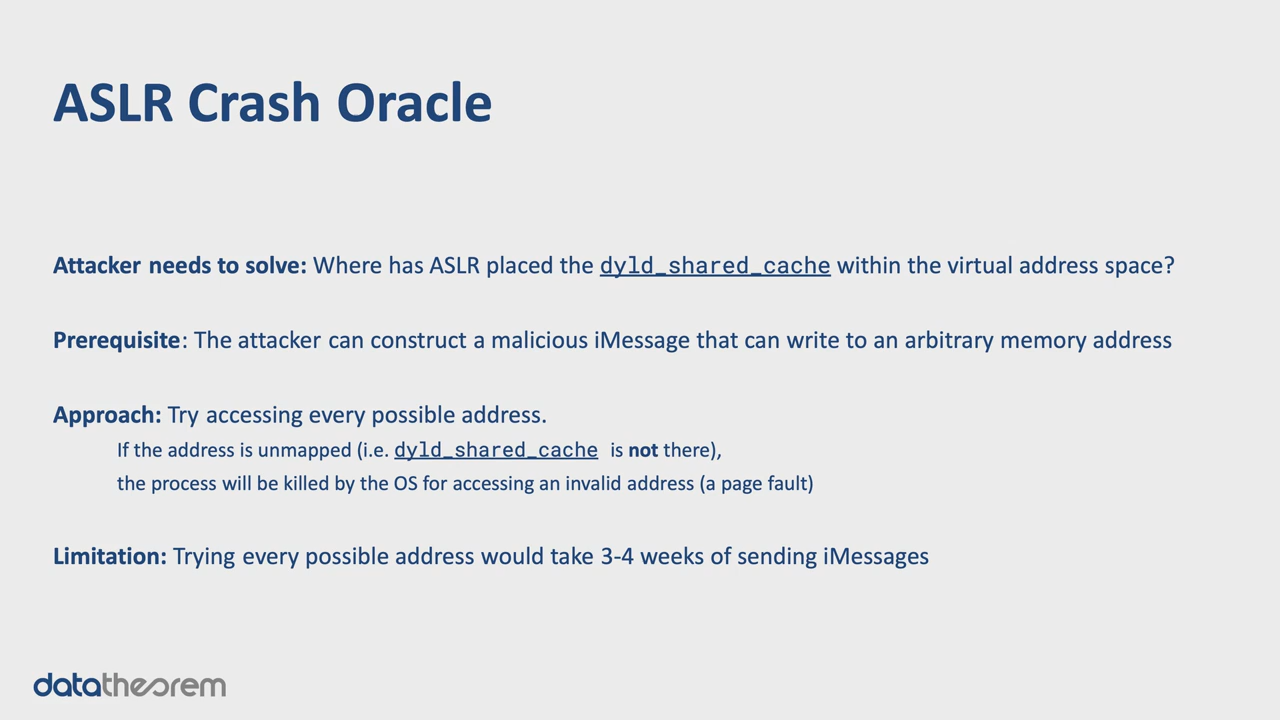 ASLR Crash Oracle
Attacker needs to solve: Where has ASLR placed the dyld_shared_cache within the virtual address space?
Prerequisite: The attacker can construct a malicious iMessage that can write to an arbitrary memory address
Approach: Try accessing every possible address.
If the address is unmapped (i.e. dyld_shared_cache is not there),
the process will be killed by the OS for accessing an invalid address (a page fault)
Limitation: Trying every possible address would take 3-4 weeks of sending iMessages
datatheorem